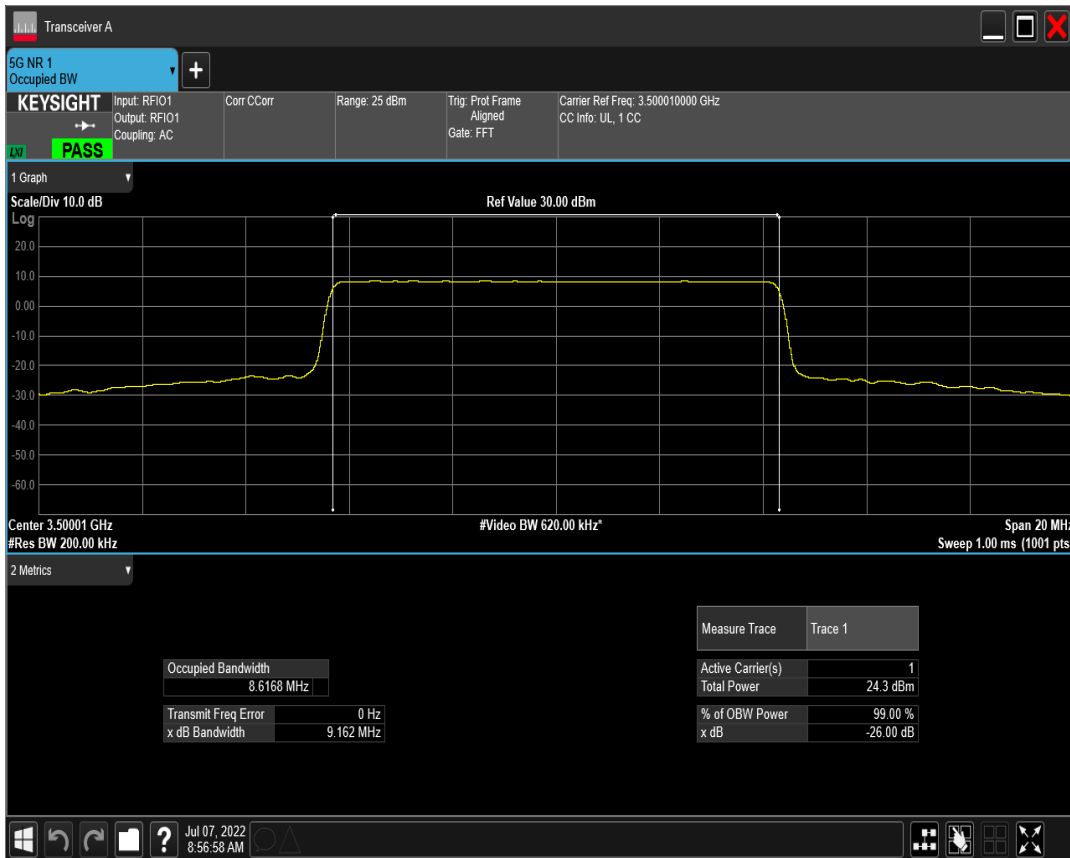 Transceiver A
5G NR 1
Occupied BW
+
KEYSIGHT
LXI
PASS
Input: RFIO1
Output: RFIO1
Coupling: AC
Corr CCorr
Range: 25 dBm
Trig: Prot Frame
Aligned
Gate: FFT
Carrier Ref Freq: 3.500010000 GHz
CC Info: UL, 1 CC
1 Graph
Scale/Div 10.0 dB
Ref Value 30.00 dBm
Log
20.0
10.0
0.00
-10.0
-20.0
-30.0
-40.0
-50.0
-60.0
Center 3.50001 GHz
#Video BW 620.00 kHz*
Span 20 MHz
#Res BW 200.00 kHz
Sweep 1.00 ms (1001 pts
2 Metrics
Measure Trace Trace 1
Occupied Bandwidth
8.6168 MHz
Active Carrier(s) 1
Total Power 24.3 dBm
Transmit Freq Error 0 Hz
x dB Bandwidth 9.162 MHz
% of OBW Power 99.00 %
x dB -26.00 dB
?
Jul 07, 2022
8:56:58 AM